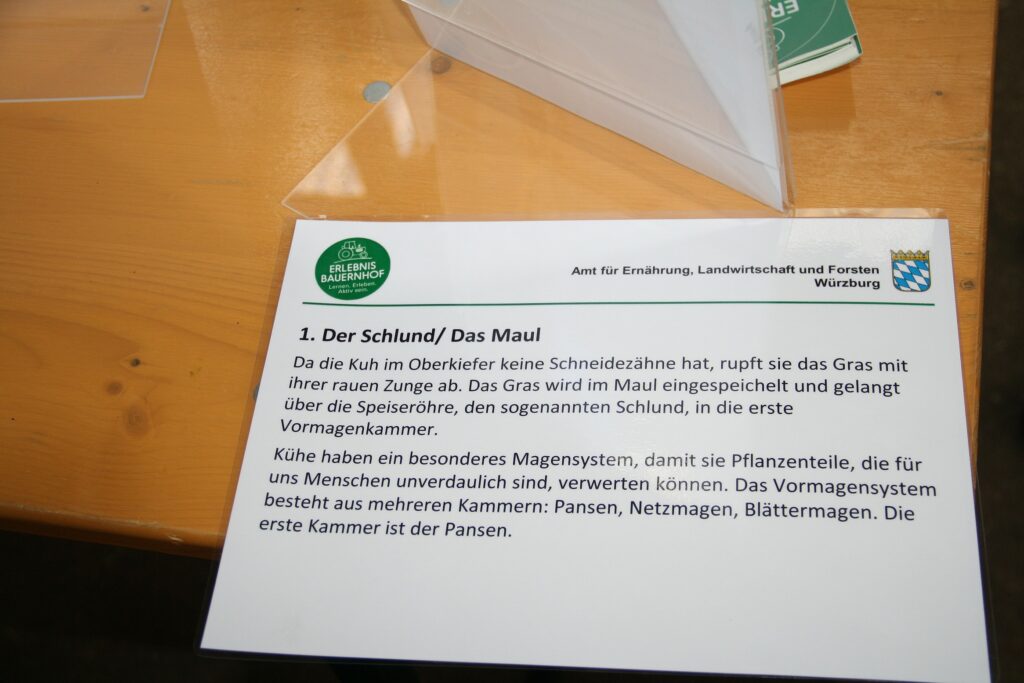 ER
ERLEBNIS
BAUERNHOF
Lernen. Erleben.
Aktiv sein.
Amt für Ernährung, Landwirtschaft und Forsten
Würzburg
1. Der Schlund/ Das Maul
Da die Kuh im Oberkiefer keine Schneidezähne hat, rupft sie das Gras mit
ihrer rauen Zunge ab. Das Gras wird im Maul eingespeichelt und gelangt
über die Speiseröhre, den sogenannten Schlund, in die erste
Vormagenkammer.
Kühe haben ein besonderes Magensystem, damit sie Pflanzenteile, die für
uns Menschen unverdaulich sind, verwerten können. Das Vormagensystem
besteht aus mehreren Kammern: Pansen, Netzmagen, Blättermagen. Die
erste Kammer ist der Pansen.